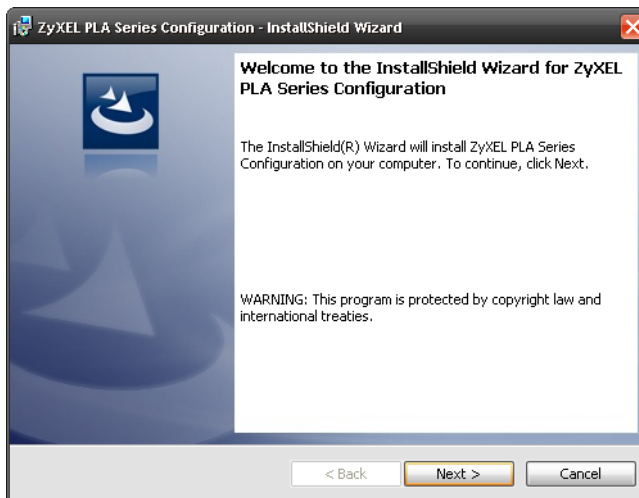 ZyXEL PLA Series Configuration - InstallShield Wizard
Welcome to the InstallShield Wizard for ZyXEL
PLA Series Configuration
The InstallShield(R) Wizard will install ZyXEL PLA Series
Configuration on your computer. To continue, click Next.
WARNING: This program is protected by copyright law and
international treaties.
< Back Next > Cancel